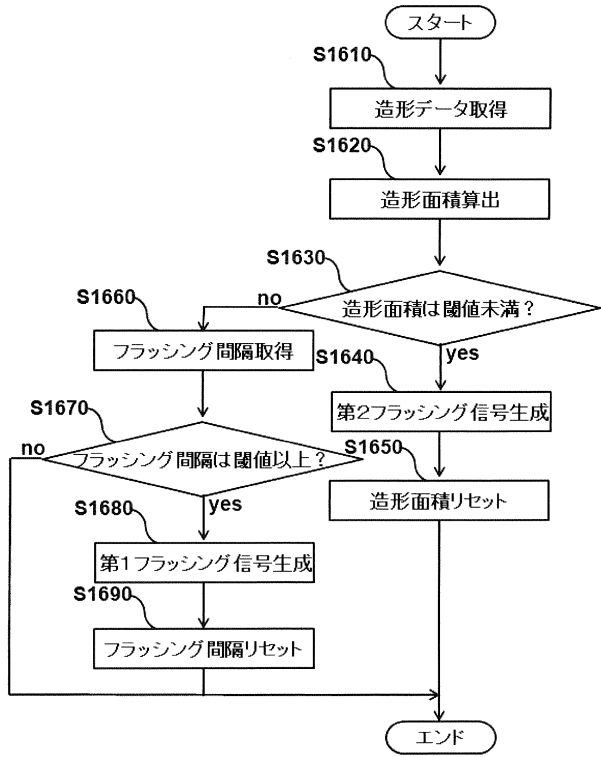 スタート
S1610
造形データ取得
S1620
造形面積算出
S1630
造形面積は閾値未満？
no
yes
S1660
フラッシング間隔取得
S1640
第2フラッシング信号生成
S1670
フラッシング間隔は閾値以上？
no
yes
S1650
造形面積リセット
S1680
第1フラッシング信号生成
S1690
フラッシング間隔リセット
エンド